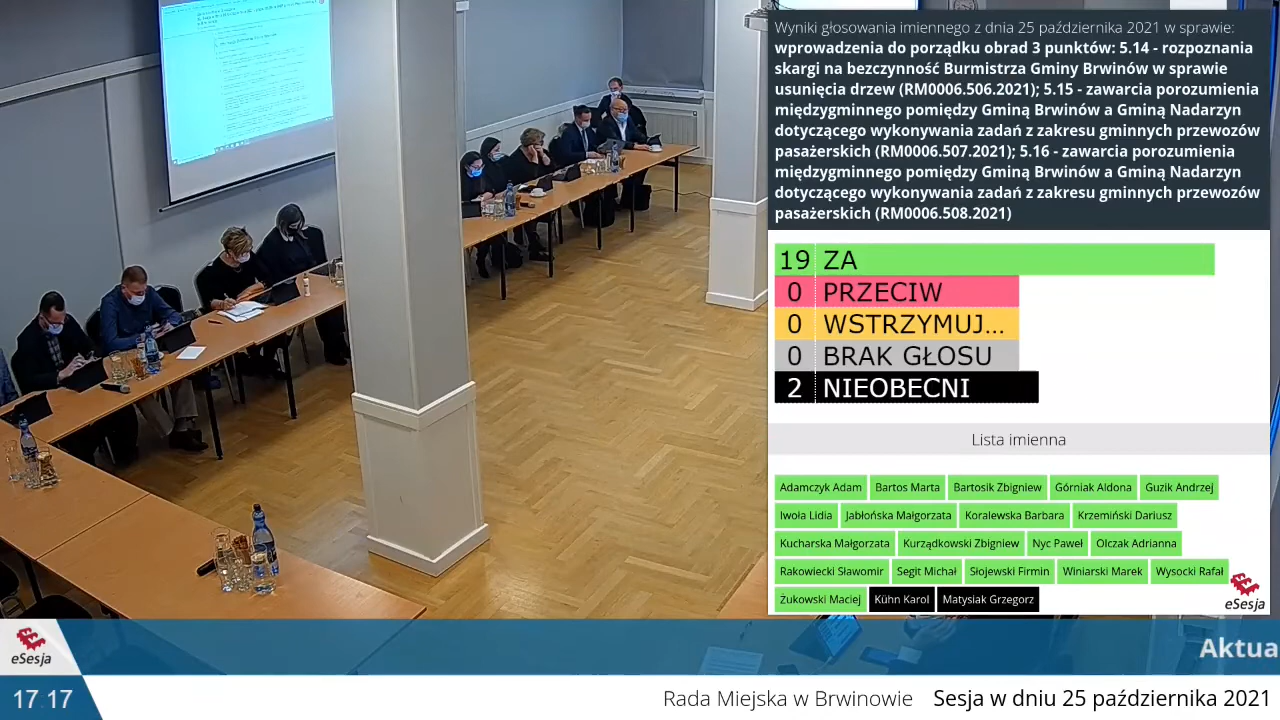 Wyniki głosowania imiennego z dnia 25 października 2021 w sprawie:
wprowadzenia do porządku obrad 3 punktów: 5.14 - rozpoznania
skargi na bezczynność Burmistrza Gminy Brwinów w sprawie
usunięcia drzew (RM0006.506.2021); 5.15 - zawarcia porozumienia
międzygminnego pomiędzy Gminą Brwinów a Gminą Nadarzyn
dotyczącego wykonywania zadań z zakresu gminnych przewozów
pasażerskich (RM0006.507.2021); 5.16 - zawarcia porozumienia
międzygminnego pomiędzy Gminą Brwinów a Gminą Nadarzyn
dotyczącego wykonywania zadań z zakresu gminnych przewozów
pasażerskich (RM0006.508.2021)
19 ZA
0 PRZECIW
0 WSTRZYMUJ...
0 BRAK GŁOSU
2 NIEOBECNI
Lista imienna
Adamczyk Adam Bartos Marta Bartosik Zbigniew Górniak Aldona Guzik Andrzej
Iwoła Lidia Jabłońska Małgorzata Koralewska Barbara Krzemiński Dariusz
Kucharska Małgorzata Kurządkowski Zbigniew Nyc Paweł Olczak Adrianna
Rakowiecki Sławomir Segit Michał Słojewski Firmin Winiarski Marek Wysocki Rafał
Żukowski Maciej Kühn Karol Matysiak Grzegorz
eSesja
eSesja
Aktua
17 17
Rada Miejska w Brwinowie Sesja w dniu 25 października 2021